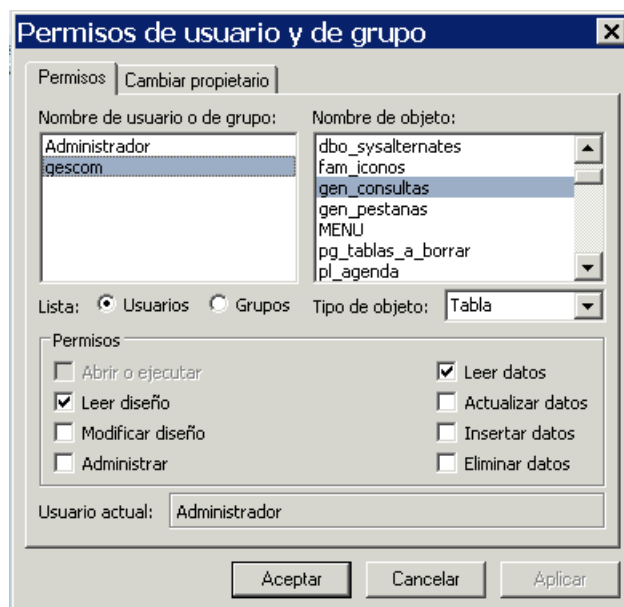 Permisos de usuario y de grupo
Permisos
Cambiar propietario
Nombre de usuario o de grupo:
Nombre de objeto:
Administrador
gescom
dbo_sysalternates
fam_iconos
gen_consultas
gen_pestanas
MENU
pg_tablas_a_borrar
pl_agenda
Lista: Usuarios Grupos
Tipo de objeto: Tabla
Permisos
Abrir o ejecutar
Leer diseño
Modificar diseño
Administrar
Leer datos
Actualizar datos
Insertar datos
Eliminar datos
Usuario actual: Administrador
Aceptar
Cancelar
Aplicar